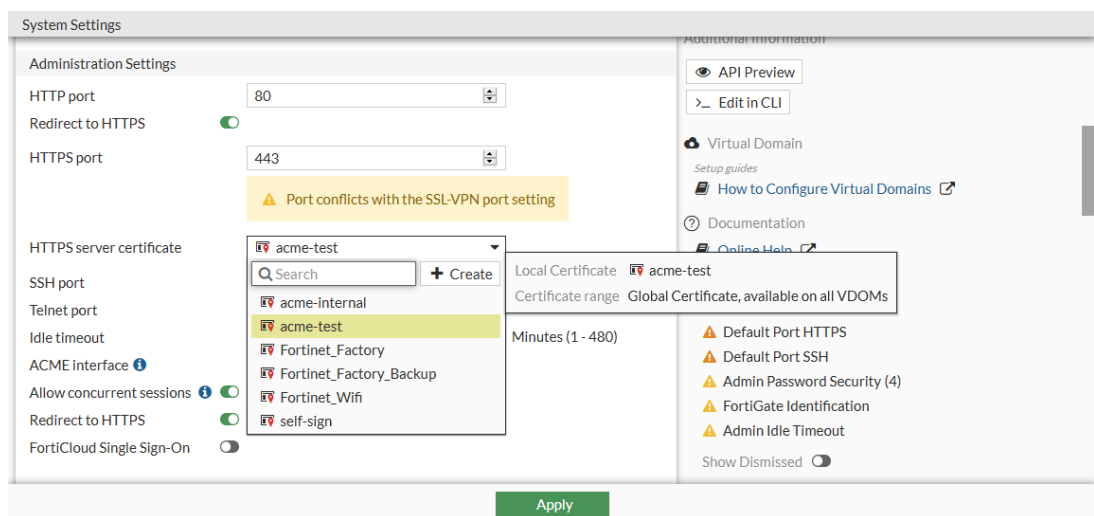 System Settings
Administration Settings
HTTP port
80
Redirect to HTTPS
HTTPS port
443
Port conflicts with the SSL-VPN port setting
HTTPS server certificate
acme-test
Search
Create
acme-internal
acme-test
Fortinet_Factory
Fortinet_Factory_Backup
Fortinet_Wifi
self-sign
SSH port
Telnet port
Idle timeout
Minutes (1 - 480)
ACME interface
Allow concurrent sessions
Redirect to HTTPS
FortiCloud Single Sign-On
Local Certificate acme-test
Certificate range Global Certificate, available on all VDOMs
Additional Information
API Preview
>_ Edit in CLI
Virtual Domain
Setup guides
How to Configure Virtual Domains
Documentation
Online Help
Default Port HTTPS
Default Port SSH
Admin Password Security (4)
FortiGate Identification
Admin Idle Timeout
Show Dismissed
Apply